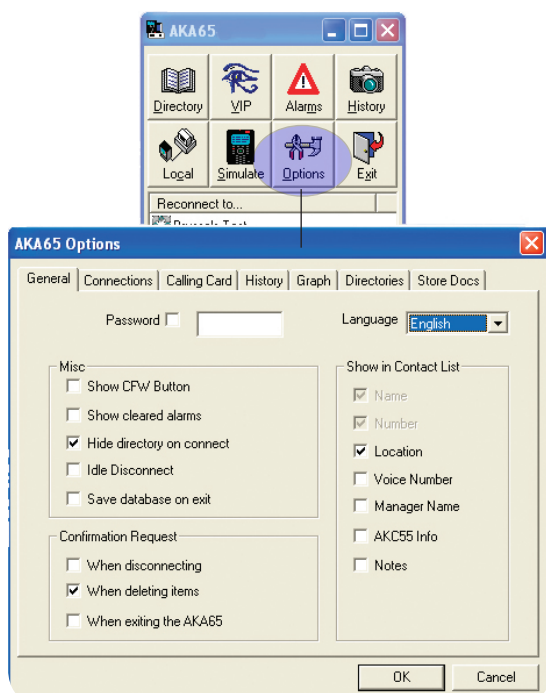 AKA65
Directory VIP Alarms History
Local Simulate Options Exit
Reconnect to...
AKA65 Options
General Connections Calling Card History Graph Directories Store Docs
Password Language English
Misc
Show CFW Button
Show cleared alarms
Hide directory on connect
Idle Disconnect
Save database on exit
Confirmation Request
When disconnecting
When deleting items
When exiting the AKA65
Show in Contact List
Name
Number
Location
Voice Number
Manager Name
AKC55 Info
Notes
OK Cancel